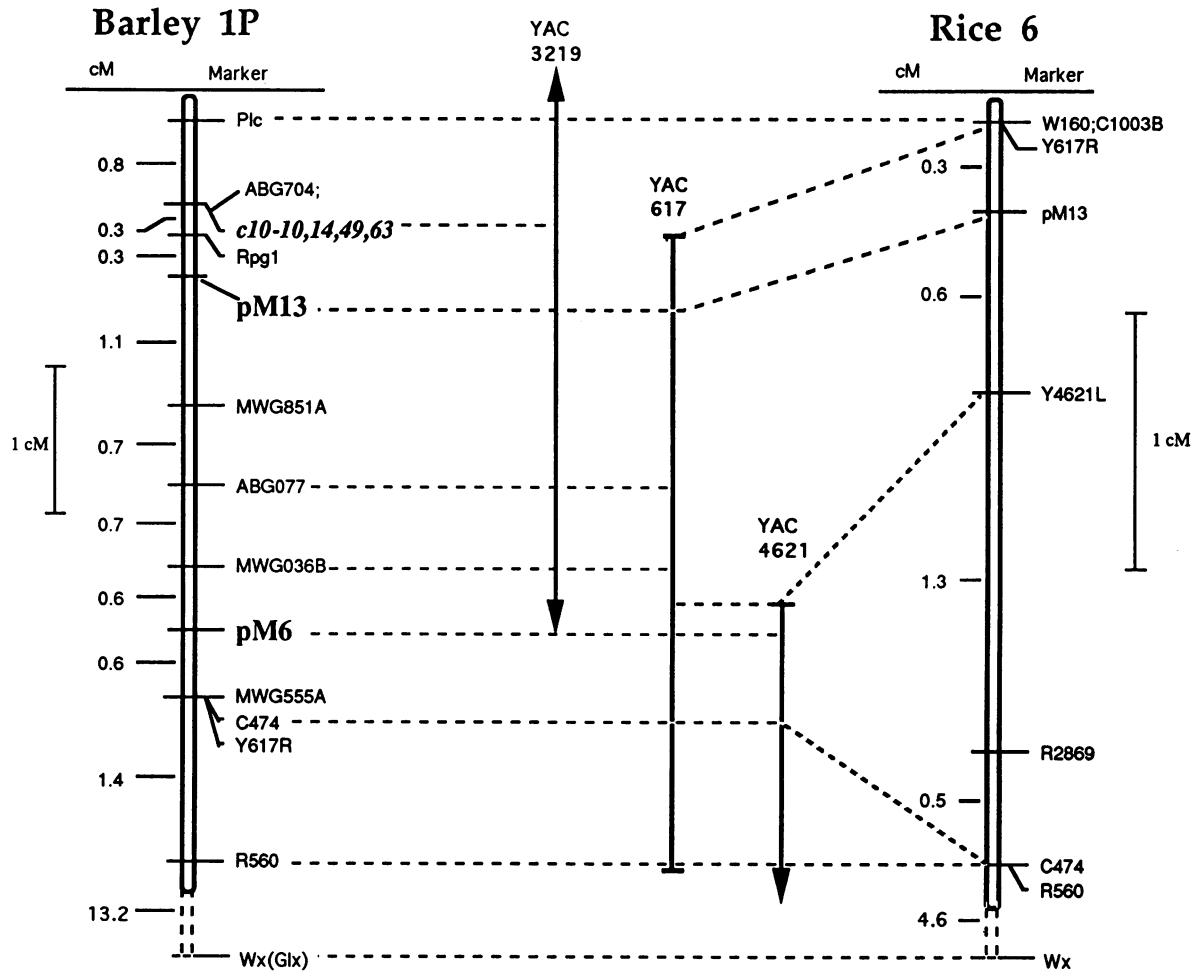 Barley 1P
cM
Marker
Plc
0.8
ABG704;
0.3
c10-10,14,49,63
0.3
Rpg1
pM13
1.1
1 cM
MWG851A
0.7
ABG077
0.7
MWG036B
0.6
pM6
0.6
MWG555A
C474
Y617R
1.4
R560
13.2
Wx(Glx)
YAC
3219
YAC
617
YAC
4621
Rice 6
cM
Marker
W160;C1003B
Y617R
0.3
pM13
0.6
Y4621L
1 cM
1.3
R2869
0.5
C474
R560
4.6
Wx